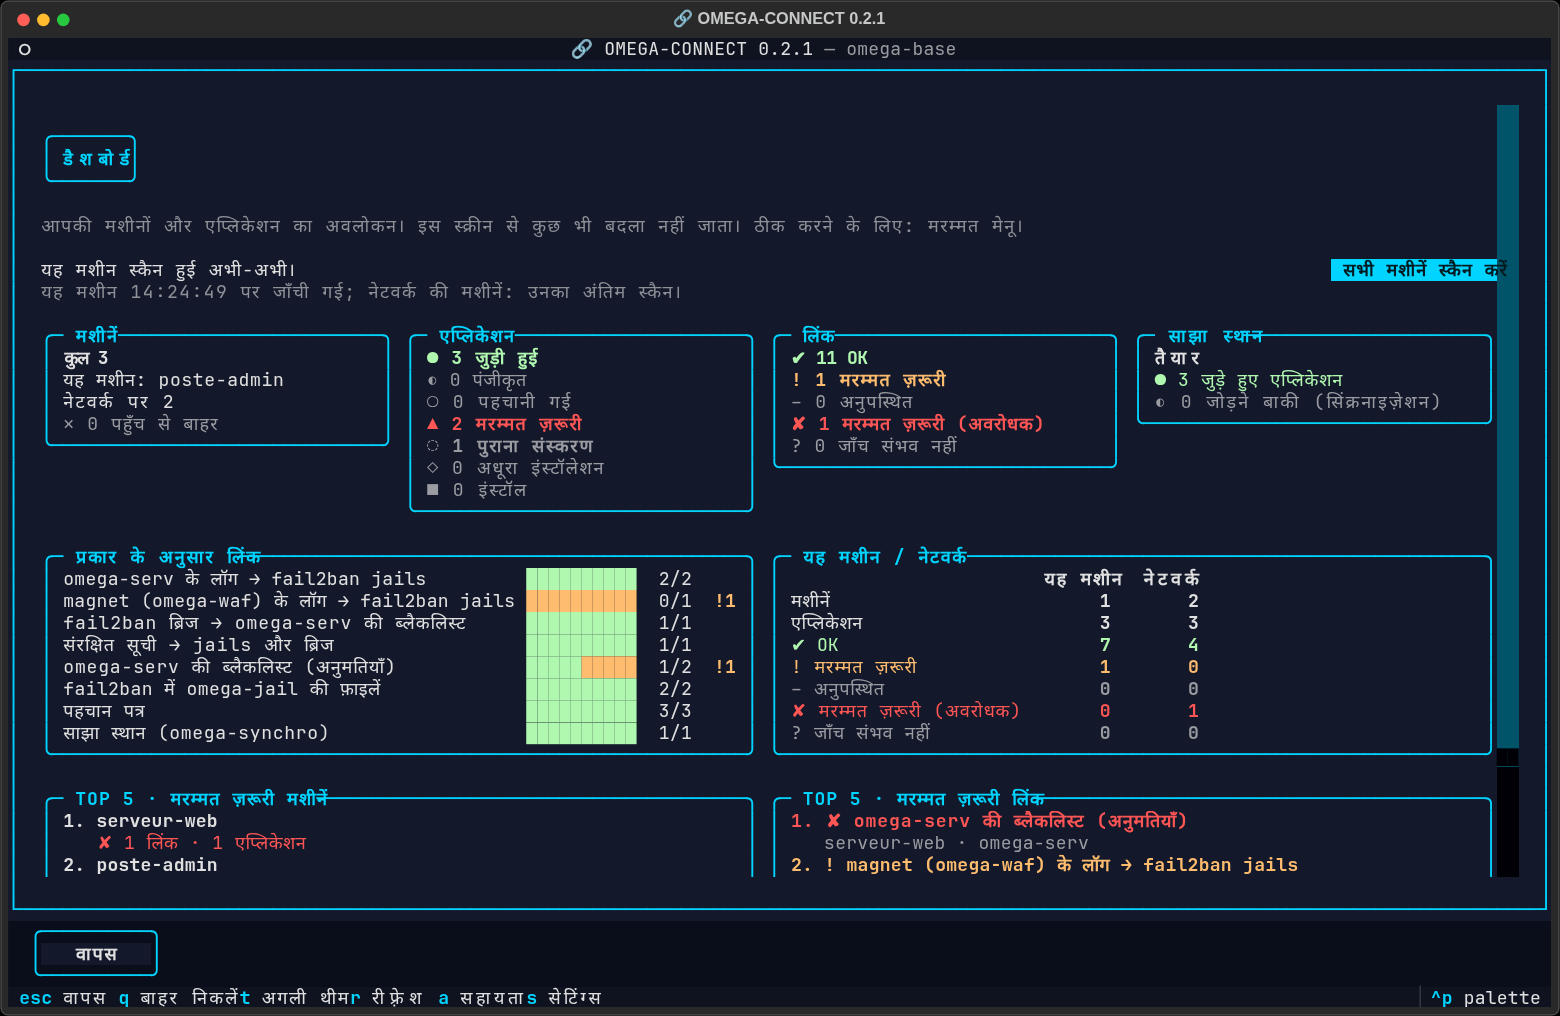 🔗 OMEGA-CONNECT 0.2.1
🔗 OMEGA-CONNECT 0.2.1 — omega-base
डैशबोर्ड
आपकी मशीनों और एप्लिकेशन का अवलोकन। इस स्क्रीन से कुछ भी बदला नहीं जाता। ठीक करने के लिए: मरम्मत मेनू।
यह मशीन स्कैन हुई अभी-अभी।
सभी मशीनें स्कैन करें
यह मशीन 14:24:49 पर जाँची गई; नेटवर्क की मशीनें: उनका अंतिम स्कैन।
मशीनें
कुल 3
यह मशीन: poste-admin
नेटवर्क पर 2
× 0 पहुँच से बाहर
एप्लिकेशन
● 3 जुड़ी हुई
◐ 0 पंजीकृत
○ 0 पहचानी गई
▲ 2 मरम्मत ज़रूरी
◌ 1 पुराना संस्करण
◇ 0 अधूरा इंस्टॉलेशन
■ 0 इंस्टॉल
लिंक
✔ 11 OK
! 1 मरम्मत ज़रूरी
– 0 अनुपस्थित
✘ 1 मरम्मत ज़रूरी (अवरोधक)
? 0 जाँच संभव नहीं
साझा स्थान
तैयार
● 3 जुड़े हुए एप्लिकेशन
◐ 0 जोड़ने बाकी (सिंक्रनाइज़ेशन)
प्रकार के अनुसार लिंक
omega-serv के लॉग → fail2ban jails 2/2
magnet (omega-waf) के लॉग → fail2ban jails 0/1 !1
fail2ban ब्रिज → omega-serv की ब्लैकलिस्ट 1/1
संरक्षित सूची → jails और ब्रिज 1/1
omega-serv की ब्लैकलिस्ट (अनुमतियाँ) 1/2 !1
fail2ban में omega-jail की फ़ाइलें 2/2
पहचान पत्र 3/3
साझा स्थान (omega-synchro) 1/1
यह मशीन / नेटवर्क
यह मशीन नेटवर्क
मशीनें 1 2
एप्लिकेशन 3 3
✔ OK 7 4
! मरम्मत ज़रूरी 1 0
– अनुपस्थित 0 0
✘ मरम्मत ज़रूरी (अवरोधक) 0 1
? जाँच संभव नहीं 0 0
TOP 5 · मरम्मत ज़रूरी मशीनें
1. serveur-web
✘ 1 लिंक · 1 एप्लिकेशन
2. poste-admin
TOP 5 · मरम्मत ज़रूरी लिंक
1. ✘ omega-serv की ब्लैकलिस्ट (अनुमतियाँ)
serveur-web · omega-serv
2. ! magnet (omega-waf) के लॉग → fail2ban jails
वापस
esc वापस q बाहर निकलें t अगली थीम r रीफ़्रेश a सहायता s सेटिंग्स ^p palette